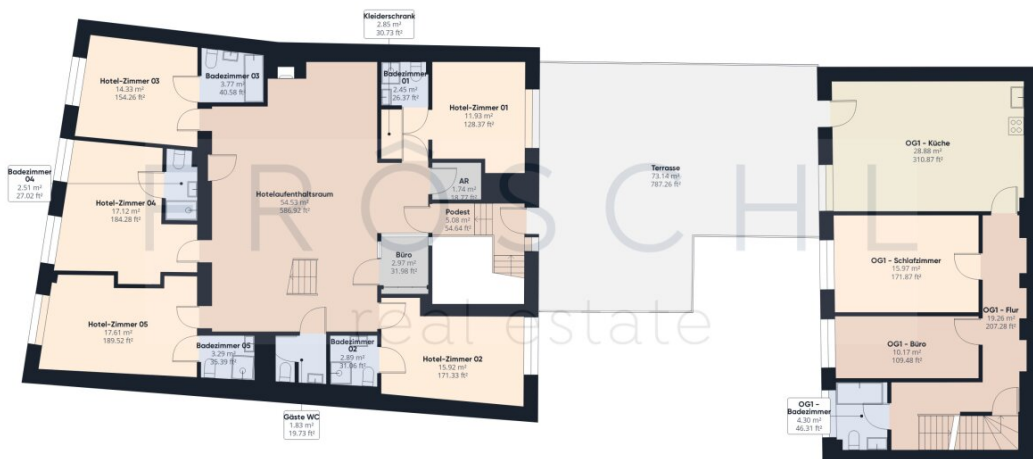 Kleiderschrank
2.85 m²
30.73 ft²
Hotel-Zimmer 03
14.33 m²
154.26 ft²
Badezimmer 03
3.77 m²
40.58 ft²
Badezimmer
01
2.45 m²
26.37 ft²
Hotel-Zimmer 01
11.93 m²
128.37 ft²
OG1 - Küche
28.88 m²
310.87 ft²
Badezimmer
04
2.51 m²
27.02 ft²
Hotel-Zimmer 04
17.12 m²
184.28 ft²
Hotelaufenthaltsraum
54.53 m²
586.92 ft²
AR
1.74 m²
18.77 ft²
Terrasse
73.14 m²
787.26 ft²
Podest
5.08 m²
54.64 ft²
FRÖSCHL
real estate
Büro
2.97 m²
31.98 ft²
OG1 - Schlafzimmer
15.97 m²
171.87 ft²
OG1 - Flur
19.26 m²
207.28 ft²
Hotel-Zimmer 05
17.61 m²
189.52 ft²
Badezimmer 05
3.29 m²
35.39 ft²
Badezimmer
02
2.89 m²
31.06 ft²
Hotel-Zimmer 02
15.92 m²
171.33 ft²
OG1 - Büro
10.17 m²
109.48 ft²
OG1 -
Badezimmer
4.30 m²
46.31 ft²
Gäste WC
1.83 m²
19.73 ft²